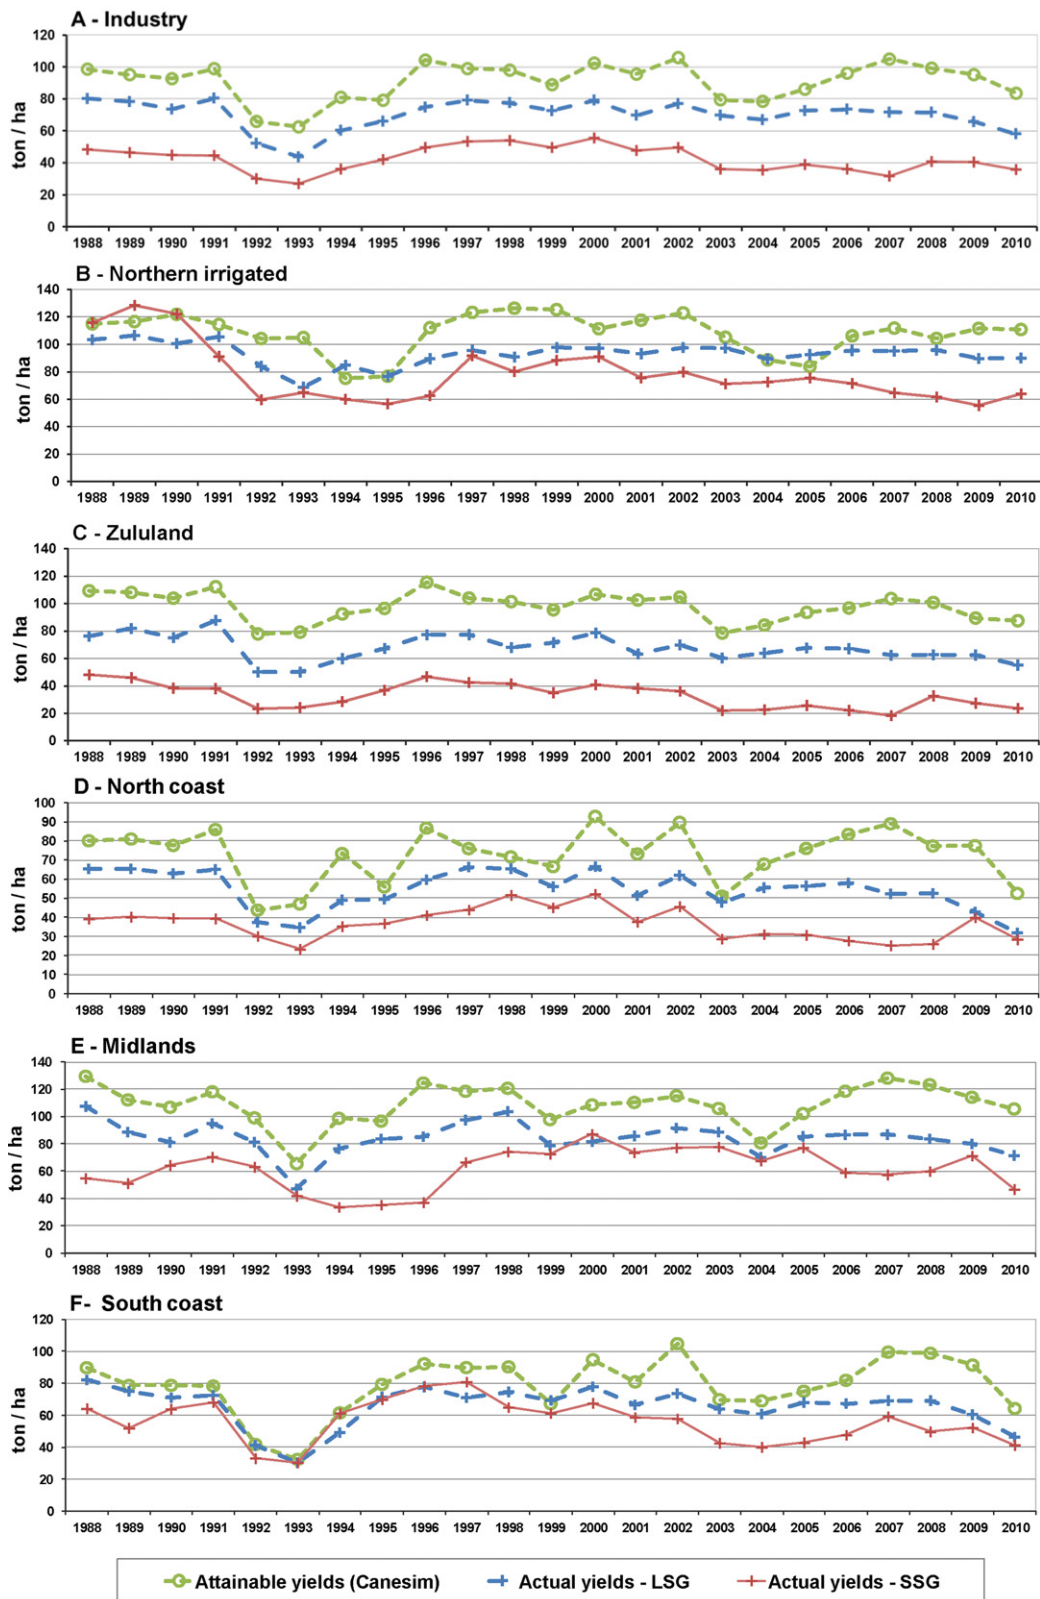 A - Industry
ton / ha
120
100
80
60
40
20
0
1988 1989 1990 1991 1992 1993 1994 1995 1996 1997 1998 1999 2000 2001 2002 2003 2004 2005 2006 2007 2008 2009 2010
B - Northern irrigated
ton / ha
140
120
100
80
60
40
20
0
1988 1989 1990 1991 1992 1993 1994 1995 1996 1997 1998 1999 2000 2001 2002 2003 2004 2005 2006 2007 2008 2009 2010
C - Zululand
ton / ha
140
120
100
80
60
40
20
0
1988 1989 1990 1991 1992 1993 1994 1995 1996 1997 1998 1999 2000 2001 2002 2003 2004 2005 2006 2007 2008 2009 2010
D - North coast
ton / ha
100
90
80
70
60
50
40
30
20
10
0
1988 1989 1990 1991 1992 1993 1994 1995 1996 1997 1998 1999 2000 2001 2002 2003 2004 2005 2006 2007 2008 2009 2010
E - Midlands
ton / ha
140
120
100
80
60
40
20
0
1988 1989 1990 1991 1992 1993 1994 1995 1996 1997 1998 1999 2000 2001 2002 2003 2004 2005 2006 2007 2008 2009 2010
F- South coast
ton / ha
120
100
80
60
40
20
0
1988 1989 1990 1991 1992 1993 1994 1995 1996 1997 1998 1999 2000 2001 2002 2003 2004 2005 2006 2007 2008 2009 2010
Attainable yields (Canesim) Actual yields - LSG Actual yields - SSG